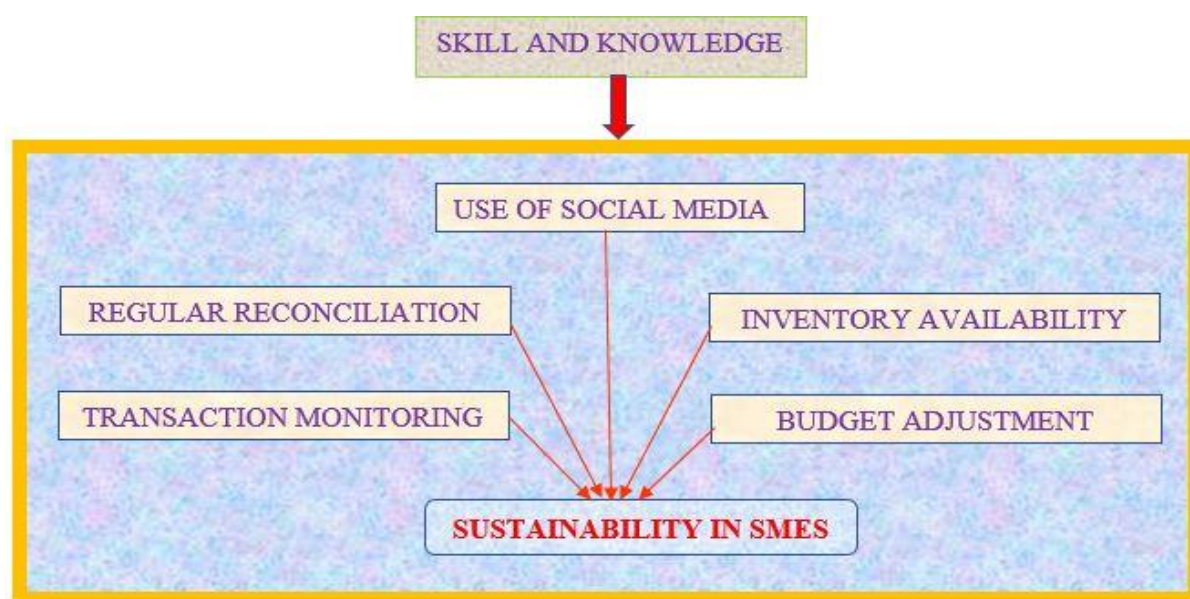 SKILL AND KNOWLEDGE
USE OF SOCIAL MEDIA
REGULAR RECONCILIATION
INVENTORY AVAILABILITY
TRANSACTION MONITORING
BUDGET ADJUSTMENT
SUSTAINABILITY IN SMES